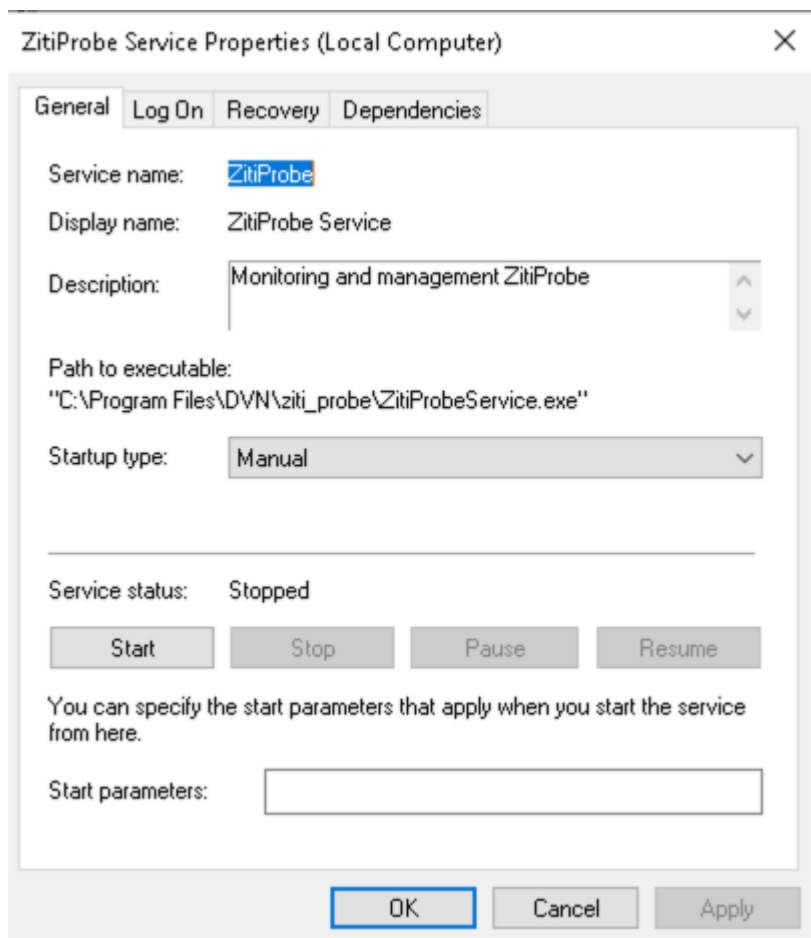 ZitiProbe Service Properties (Local Computer)
General Log On Recovery Dependencies
Service name: ZitiProbe
Display name: ZitiProbe Service
Description: Monitoring and management ZitiProbe
Path to executable:
"C:\Program Files\DVN\ziti_probe\ZitiProbeService.exe"
Startup type: Manual
Service status: Stopped
Start Stop Pause Resume
You can specify the start parameters that apply when you start the service
from here.
Start parameters:
OK Cancel Apply